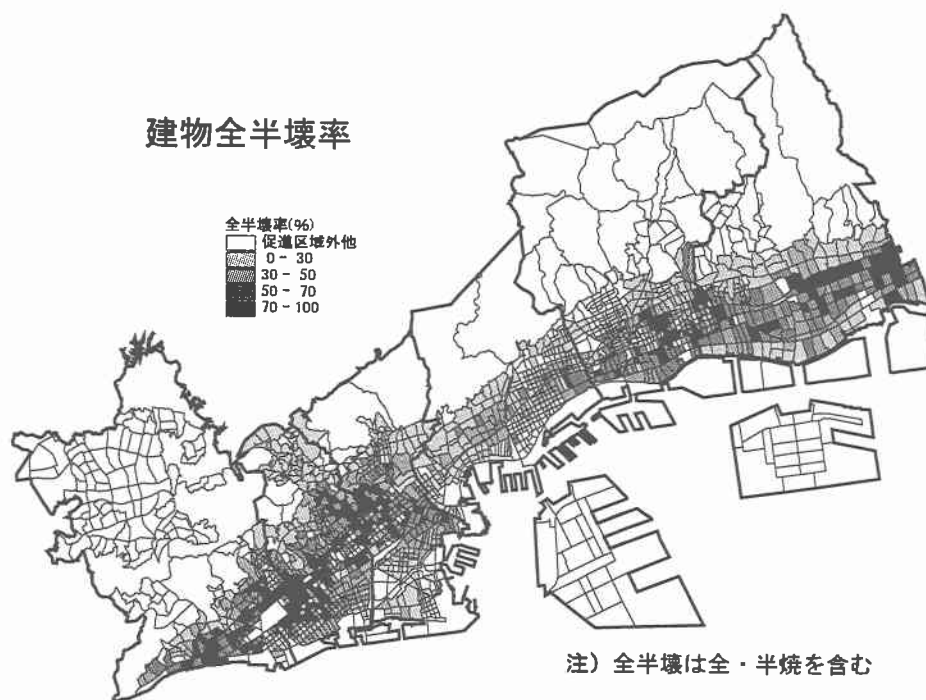 建物全半壊率
全半壊率(%)
促進区域外他
0 - 30
30 - 50
50 - 70
70 - 100
注) 全半壊は全・半焼を含む